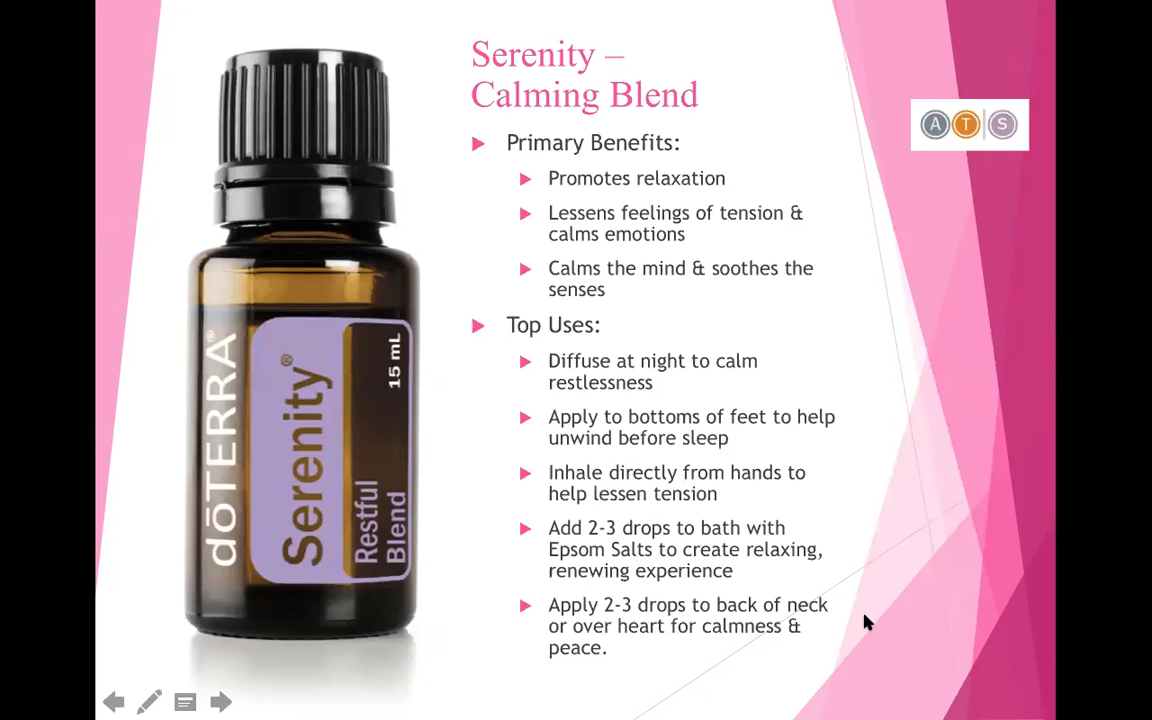 Serenity –
Calming Blend
Primary Benefits:
Promotes relaxation
Lessens feelings of tension &
calms emotions
Calms the mind & soothes the
senses
Top Uses:
Diffuse at night to calm
restlessness
Apply to bottoms of feet to help
unwind before sleep
Inhale directly from hands to
help lessen tension
Add 2-3 drops to bath with
Epsom Salts to create relaxing,
renewing experience
Apply 2-3 drops to back of neck
or over heart for calmness &
peace.
A T S
dōTERRA®
Serenity®
Restful
Blend
15 mL